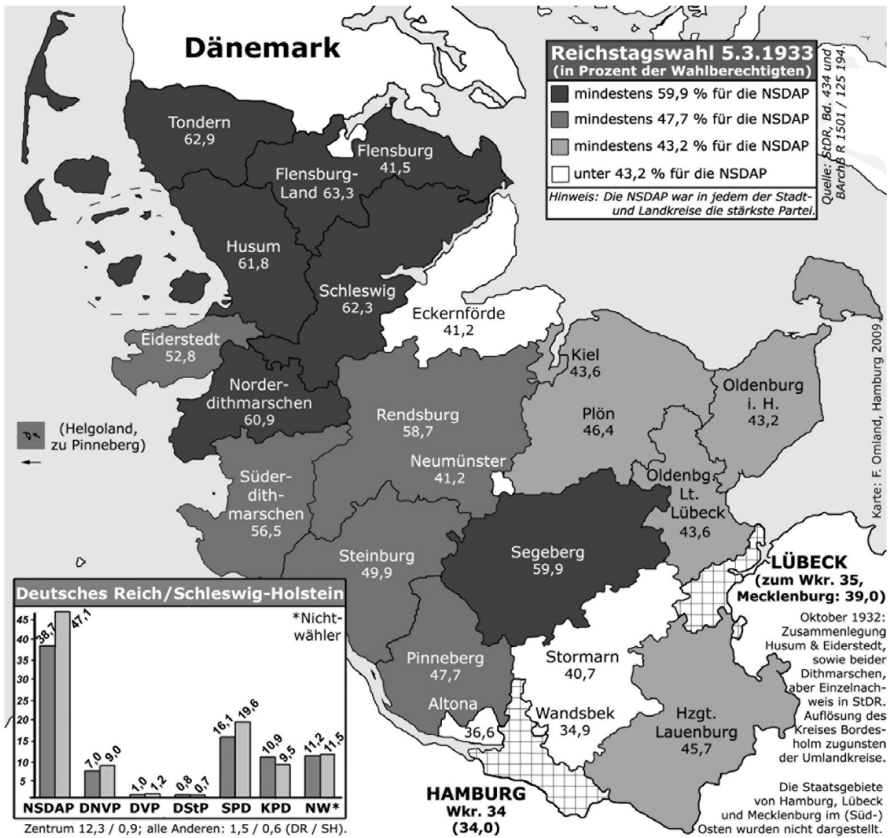 Dänemark
Reichstagswahl 5.3.1933
(in Prozent der Wahlberechtigten)
mindestens 59,9 % für die NSDAP
mindestens 47,7 % für die NSDAP
mindestens 43,2 % für die NSDAP
unter 43,2 % für die NSDAP
Hinweis: Die NSDAP war in jedem der Stadt-
und Landkreise die stärkste Partei.
Quelle: StDR, Bd. 434 und
BArchB R 1501 / 125 194.
Tondern
62,9
Flensburg
41,5
Flensburg-
Land 63,3
Husum
61,8
Schleswig
62,3
Eckernförde
41,2
Eiderstedt
52,8
Kiel
43,6
Norder-
dithmarschen
60,9
Rendsburg
58,7
Plön
46,4
Oldenburg
i. H.
43,2
(Helgoland,
zu Pinneberg)
Neumünster
41,2
Süder-
dith-
marschen
56,5
Oldenbg.
Lt.
Lübeck
43,6
Karte: F. Omland, Hamburg 2009.
Steinburg
49,9
Segeberg
59,9
LÜBECK
(zum Wkr. 35,
Mecklenburg: 39,0)
Pinneberg
47,7
Stormarn
40,7
Altona
36,6
Wandsbek
34,9
Hzgt.
Lauenburg
45,7
HAMBURG
Wkr. 34
(34,0)
Oktober 1932:
Zusammenlegung
Husum & Eiderstedt,
sowie beider
Dithmarschen,
aber Einzelnach-
weis in StDR.
Auflösung des
Kreises Bordes-
holm zugunsten
der Umlandkreise.
Die Staatsgebiete
von Hamburg, Lübeck
und Mecklenburg im (Süd-)
Osten wurden nicht dargestellt.
Deutsches Reich/Schleswig-Holstein
*Nicht-
wähler
45
40
35
30
25
20
15
10
5
38,7 47,1
7,0 9,0
1,0 1,2
0,8 0,7
16,1 19,6
10,9 9,5
11,2 11,5
NSDAP DNVP DVP DStP SPD KPD NW*
Zentrum 12,3 / 0,9; alle Anderen: 1,5 / 0,6 (DR / SH).